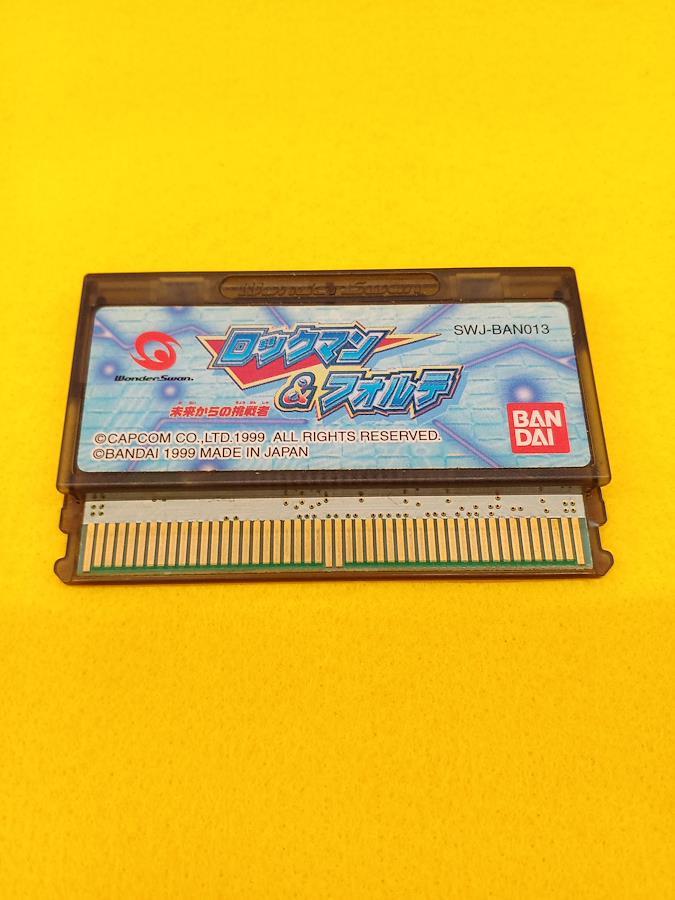 WonderSwan
WonderSwan.
ロックマン
&フォルテ
未来からの挑戦者
SWJ-BAN013
BAN
DAI
©CAPCOM CO.,LTD.1999 ALL RIGHTS RESERVED.
©BANDAI 1999 MADE IN JAPAN